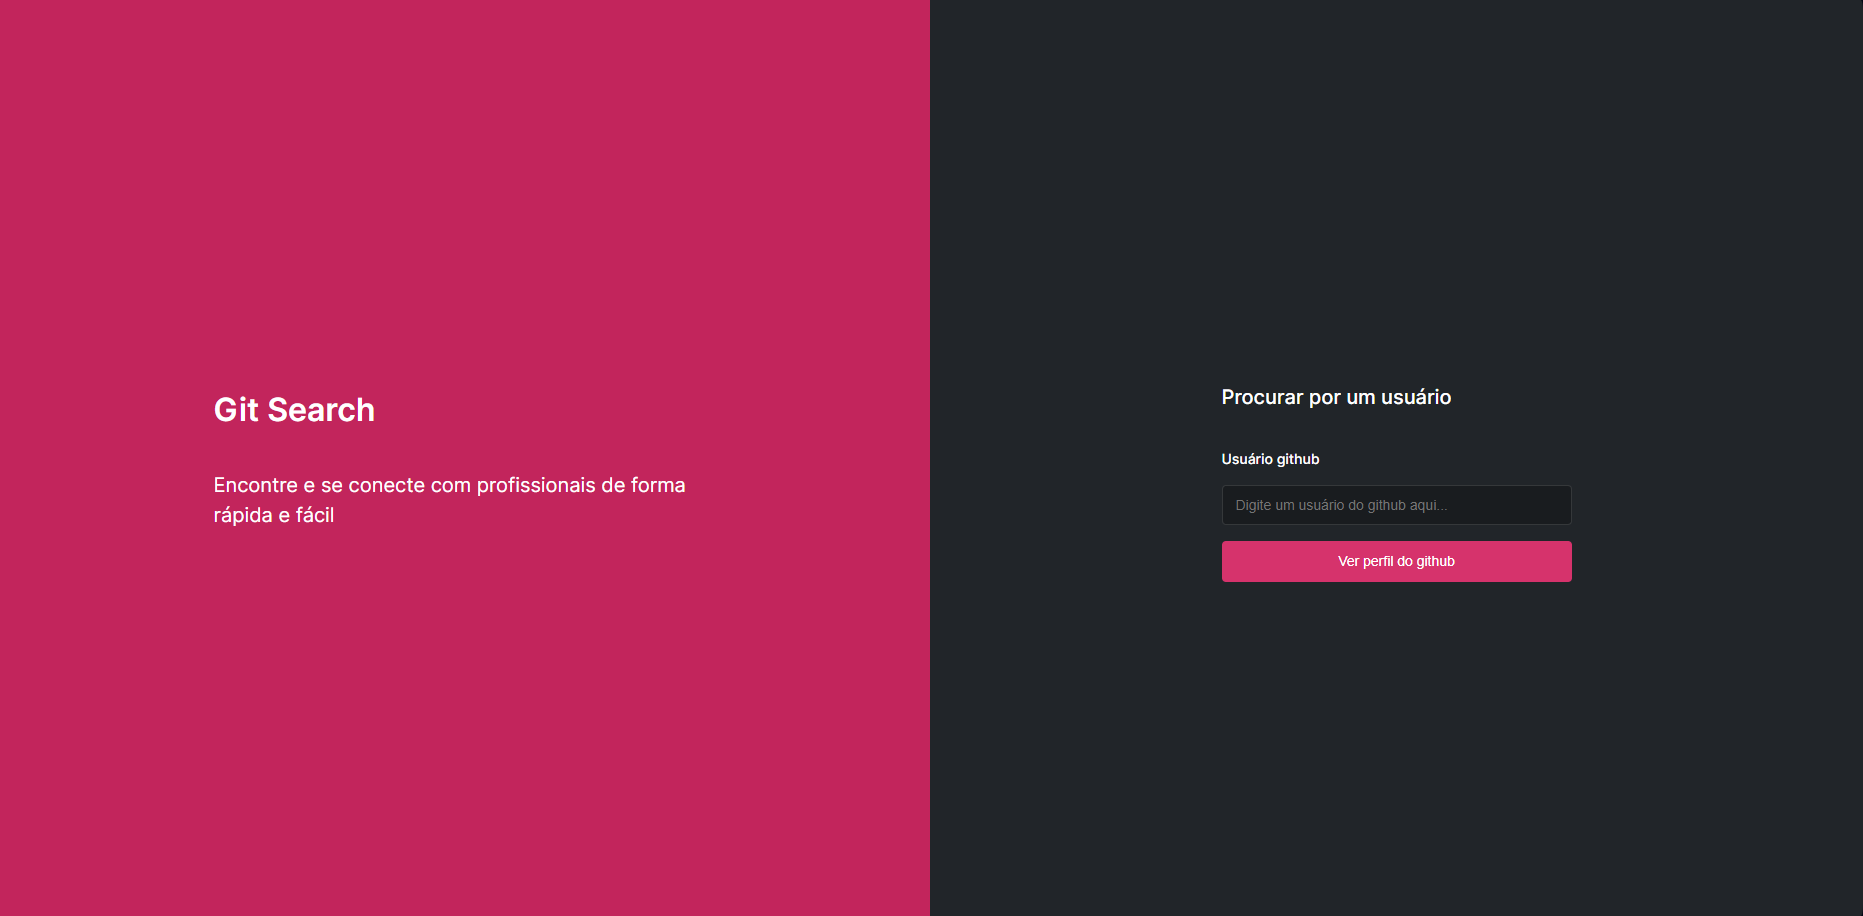 Git Search
Encontre e se conecte com profissionais de forma
rápida e fácil
Procurar por um usuário
Usuário github
Digite um usuário do github aqui...
Ver perfil do github